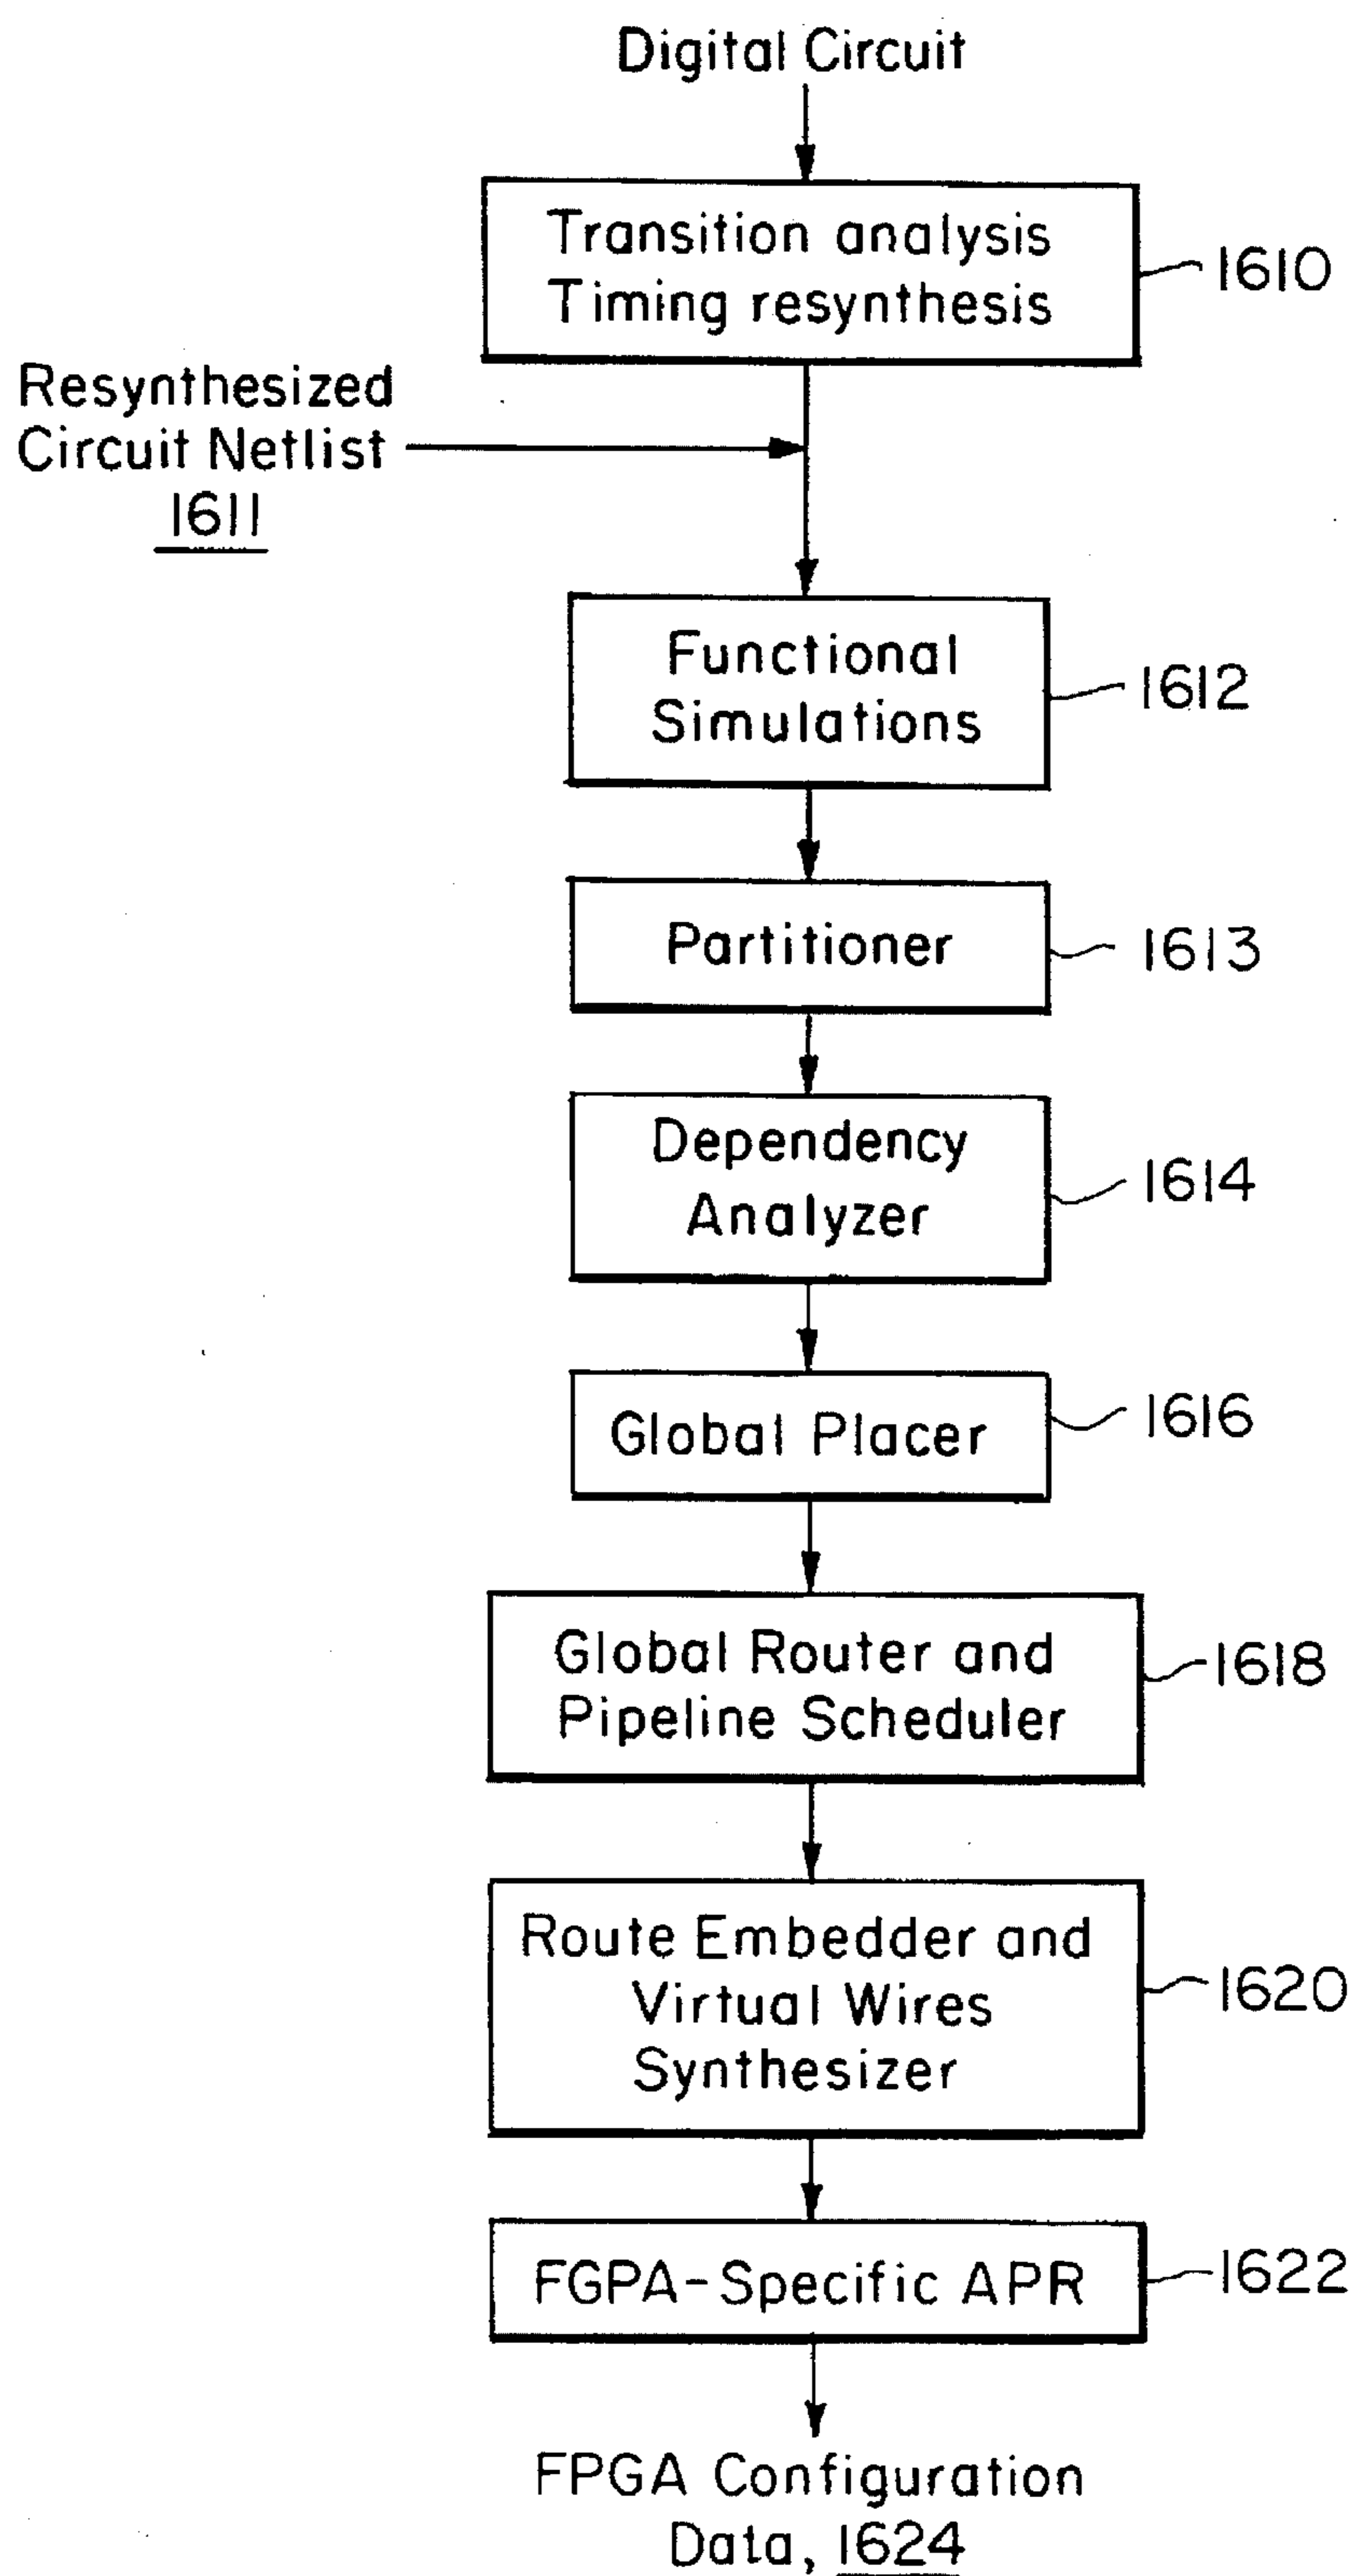 Digital Circuit
Transition analysis
Timing resynthesis
1610
Resynthesized
Circuit Netlist
1611
Functional
Simulations
1612
Partitioner
1613
Dependency
Analyzer
1614
Global Placer
1616
Global Router and
Pipeline Scheduler
1618
Route Embedder and
Virtual Wires
Synthesizer
1620
FGPA-Specific APR
1622
FPGA Configuration
Data, 1624